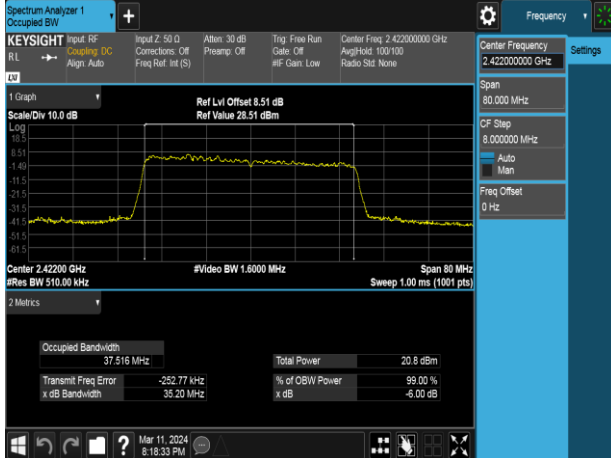 Spectrum Analyzer 1
Occupied BW
Frequency
KEYSIGHT
RL
LXI
Input: RF
Coupling: DC
Align: Auto
Input Z: 50 Ω
Corrections: Off
Freq Ref: Int (S)
Atten: 30 dB
Preamp: Off
Trig: Free Run
Gate: Off
#IF Gain: Low
Center Freq: 2.422000000 GHz
Avg|Hold: 100/100
Radio Std: None
Center Frequency
2.422000000 GHz
Settings
Span
80.000 MHz
CF Step
8.000000 MHz
Auto
Man
Freq Offset
0 Hz
1 Graph
Scale/Div 10.0 dB
Ref Lvl Offset 8.51 dB
Ref Value 28.51 dBm
Log
18.5
8.51
-1.49
-11.5
-21.5
-31.5
-41.5
-51.5
-61.5
Center 2.42200 GHz
#Video BW 1.6000 MHz
Span 80 MHz
#Res BW 510.00 kHz
Sweep 1.00 ms (1001 pts)
2 Metrics
Occupied Bandwidth
37.516 MHz
Total Power 20.8 dBm
Transmit Freq Error -252.77 kHz
% of OBW Power 99.00 %
x dB Bandwidth 35.20 MHz
x dB -6.00 dB
?
Mar 11, 2024
8:18:33 PM